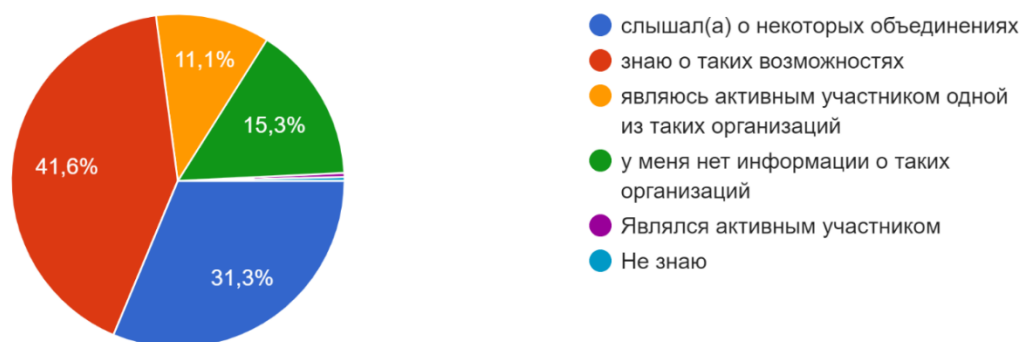 11,1%
15,3%
41,6%
31,3%
слышал(а) о некоторых объединениях
знаю о таких возможностях
являюсь активным участником одной
из таких организаций
у меня нет информации о таких
организаций
Являлся активным участником
Не знаю